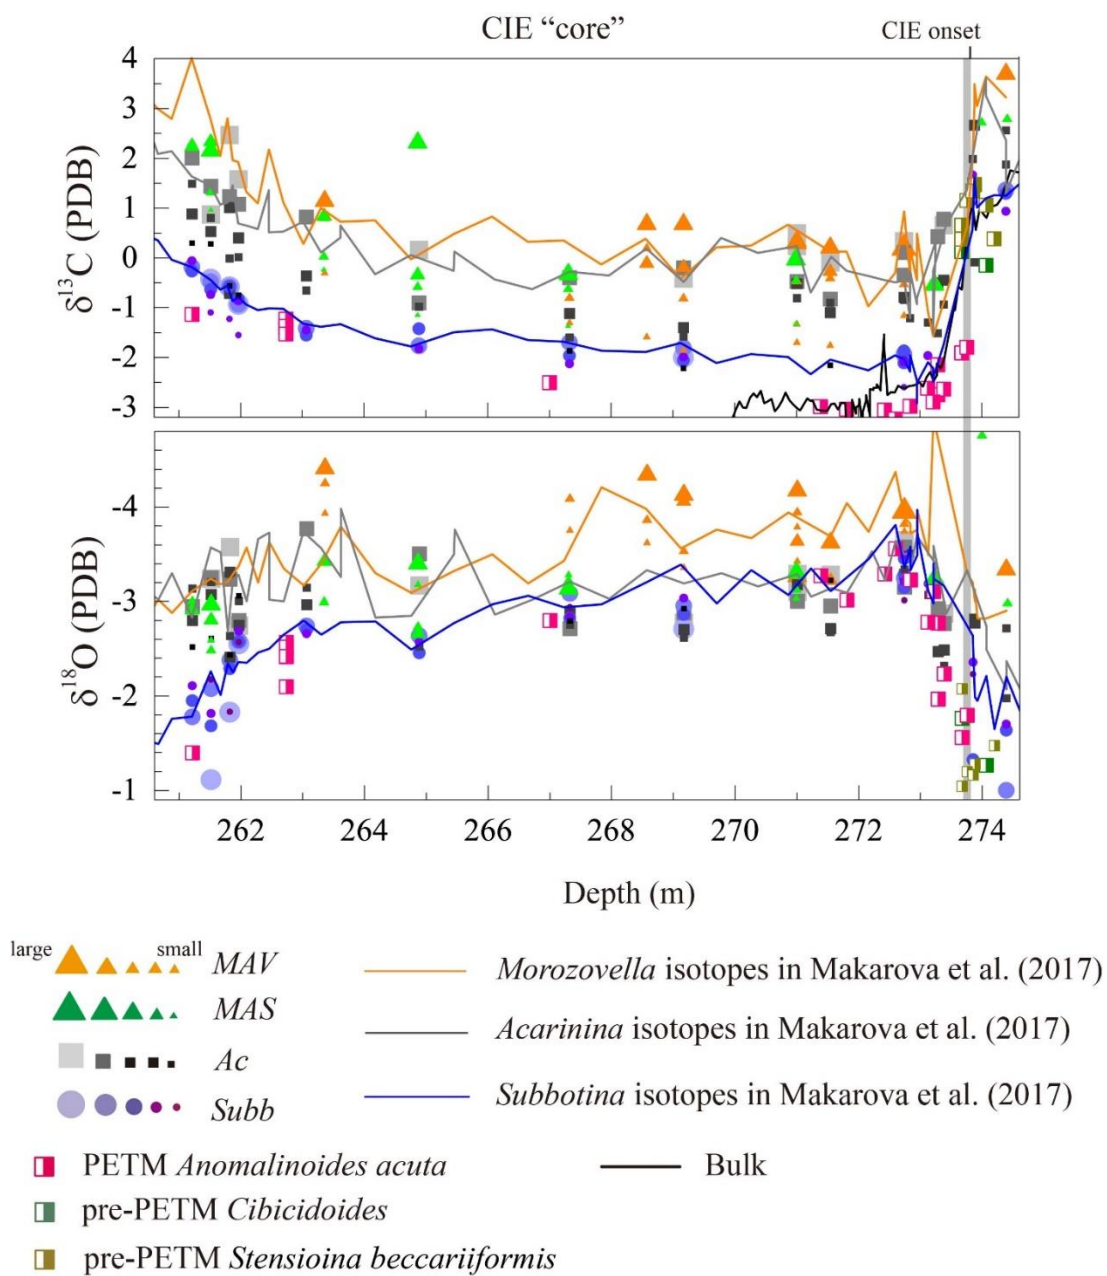 CIE “core”
CIE onset
δ13C (PDB)
4
3
2
1
0
-1
-2
-3
δ18O (PDB)
-4
-3
-2
-1
262 264 266 268 270 272 274
Depth (m)
large small MAV
MAS
Ac
Subb
Morozovella isotopes in Makarova et al. (2017)
Acarinina isotopes in Makarova et al. (2017)
Subbotina isotopes in Makarova et al. (2017)
PETM Anomalinoides acuta
Bulk
pre-PETM Cibicidoides
pre-PETM Stensioina beccariiformis